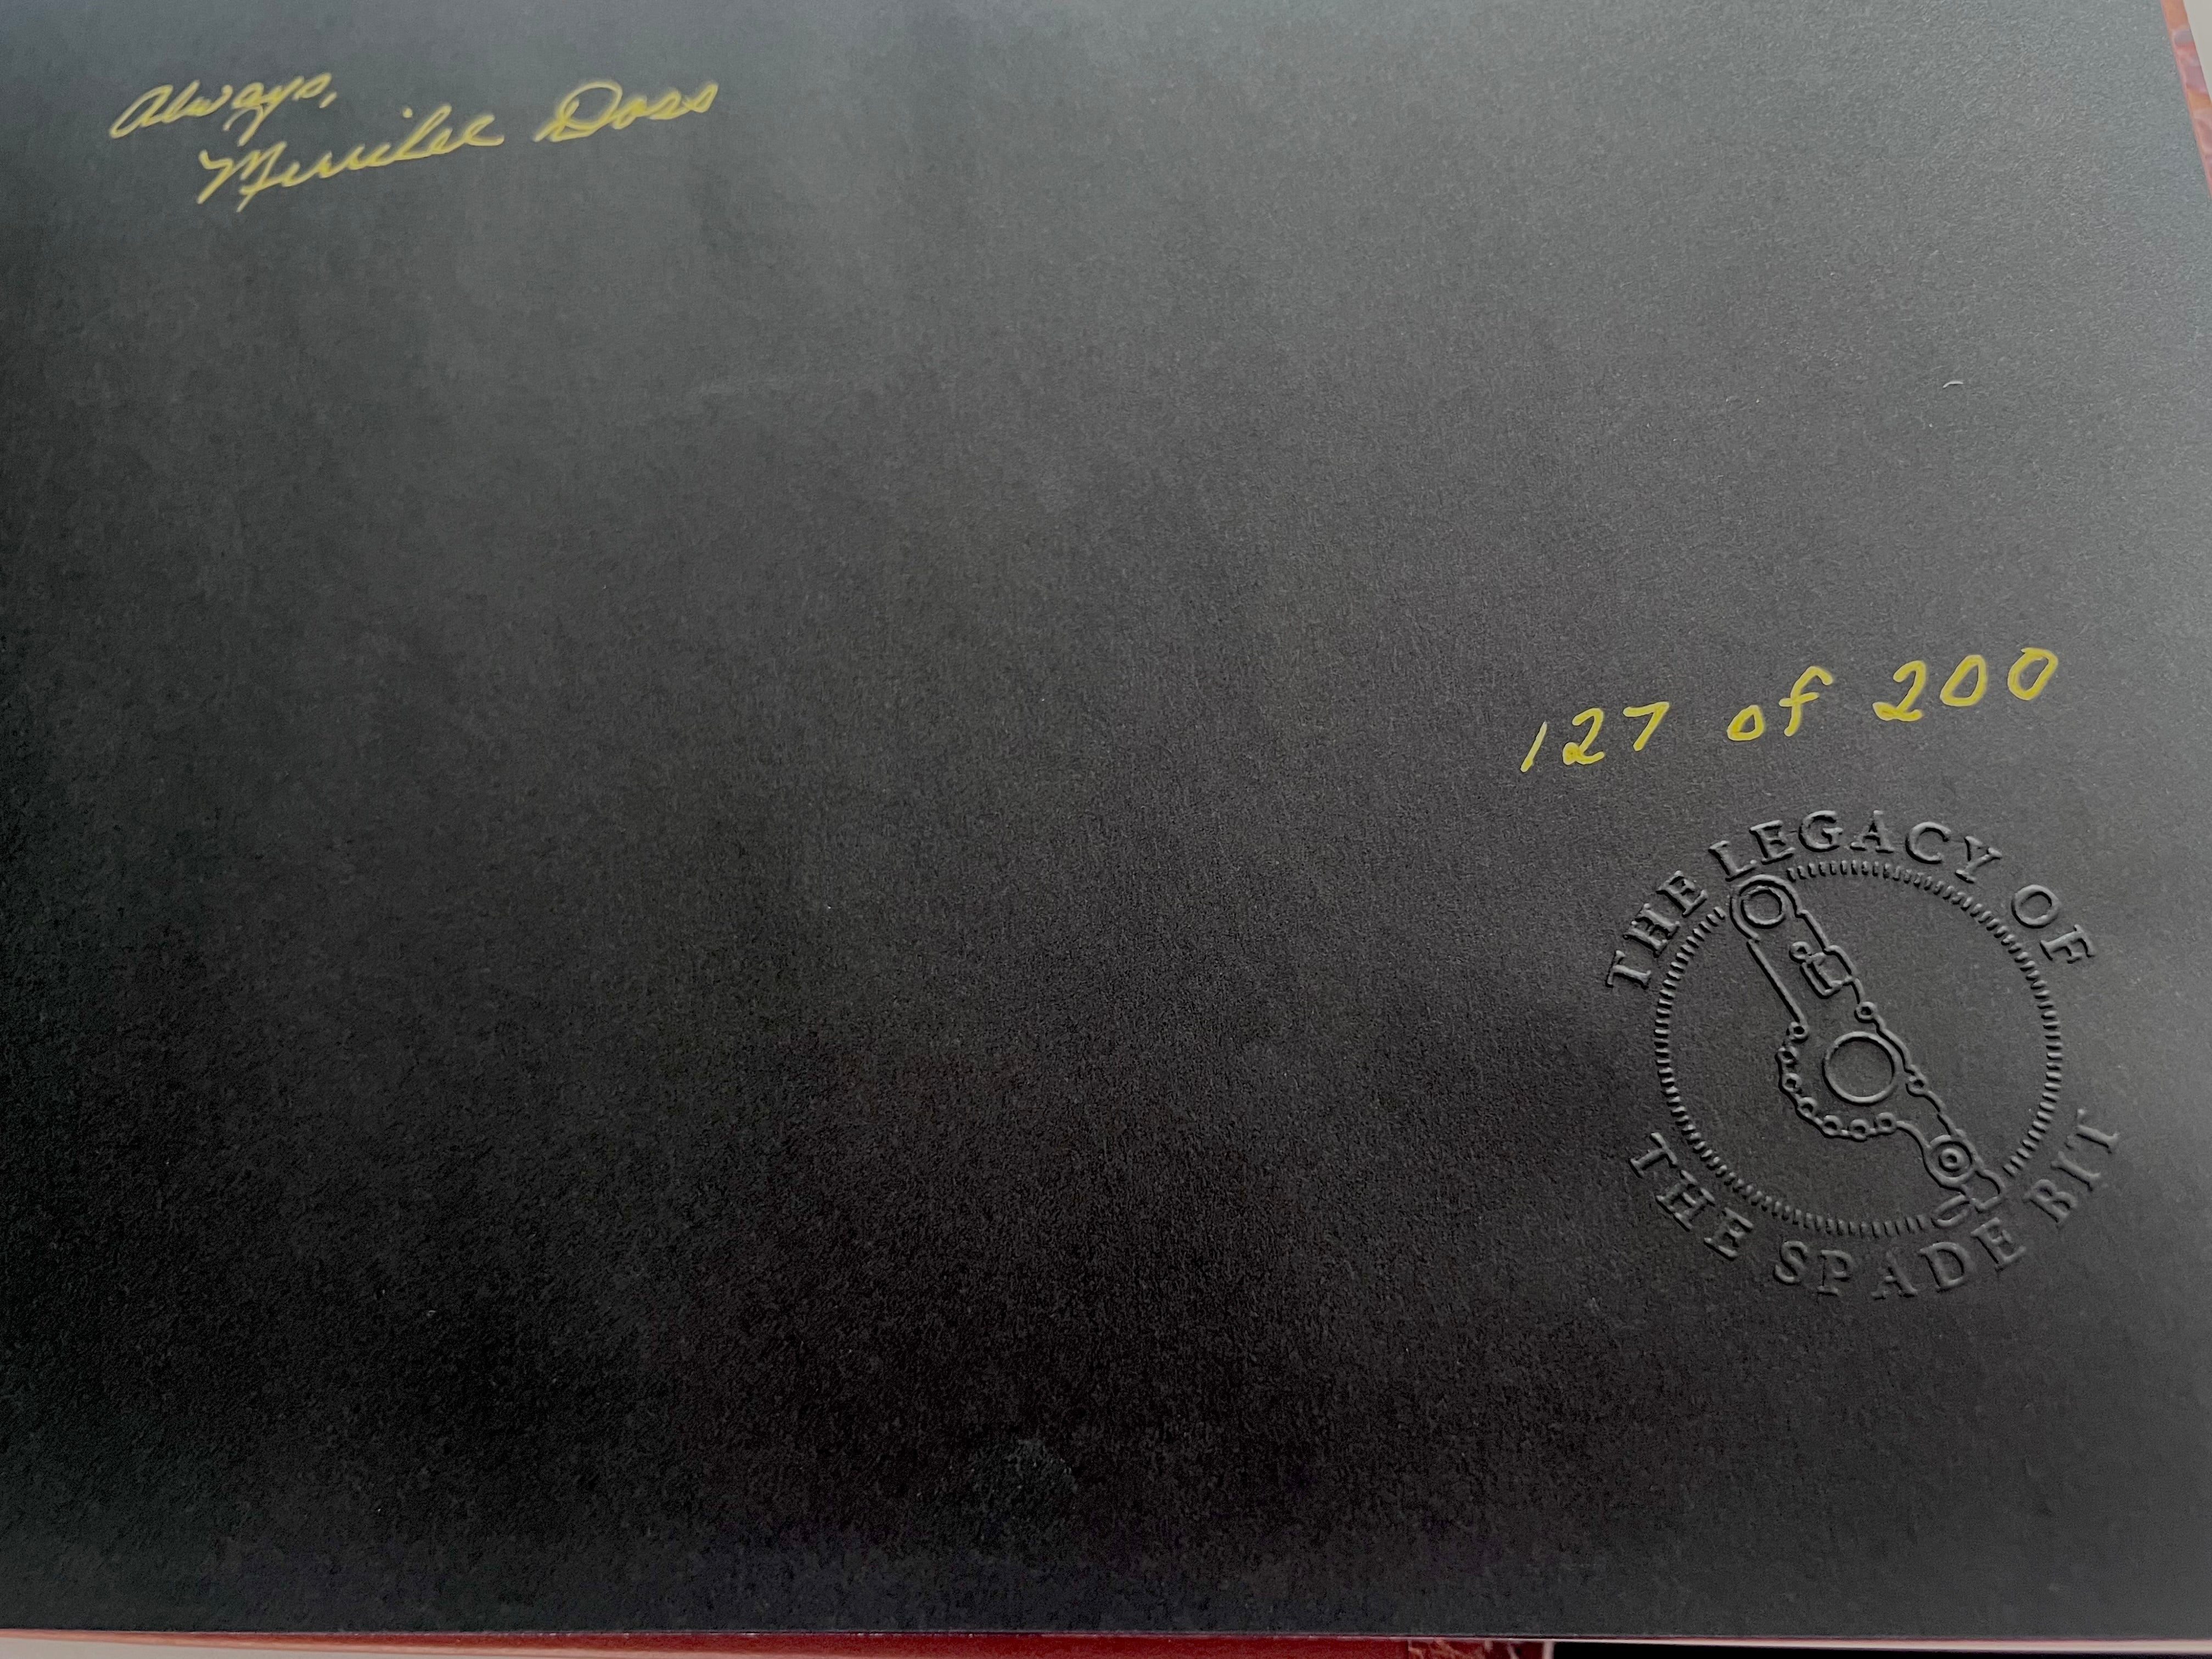 Always,
Merrilee Doss
127 of 200
THE LEGACY OF
THE SPADE BIT